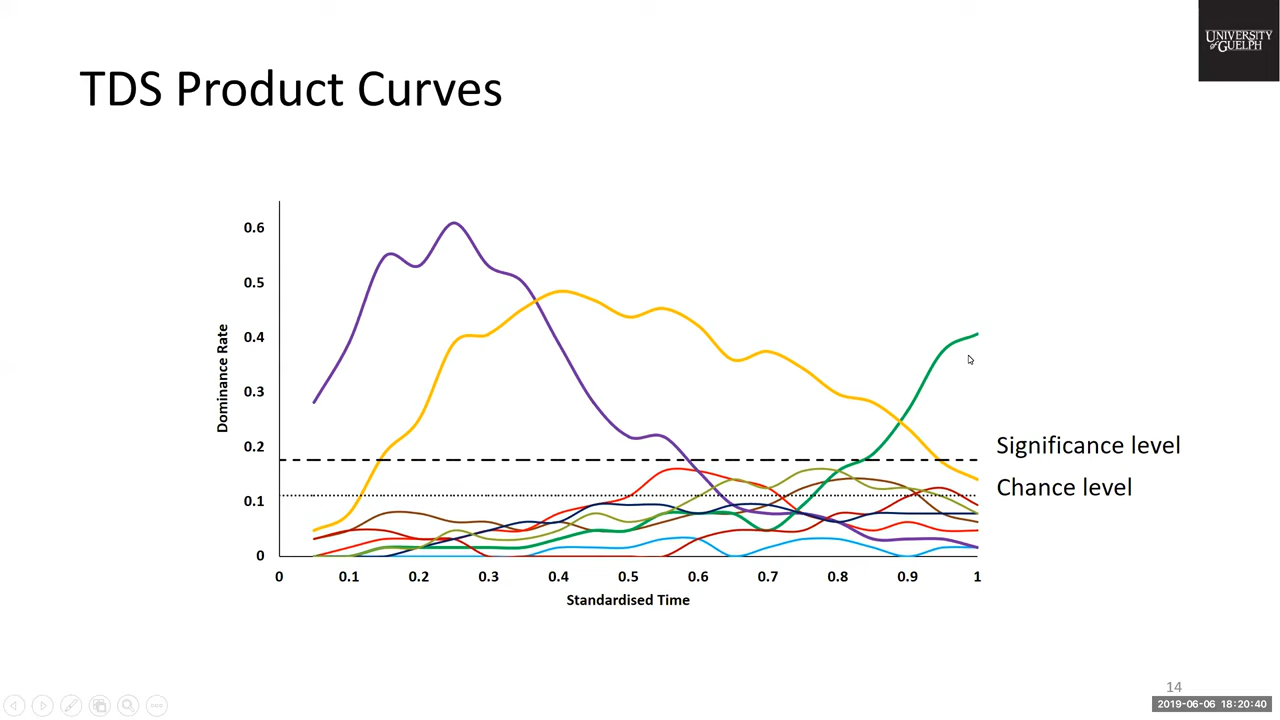 UNIVERSITY
of GUELPH
TDS Product Curves
Dominance Rate
0.6
0.5
0.4
0.3
0.2
0.1
0
Significance level
Chance level
0 0.1 0.2 0.3 0.4 0.5 0.6 0.7 0.8 0.9 1
Standardised Time
14
2019-06-06 18:20:40